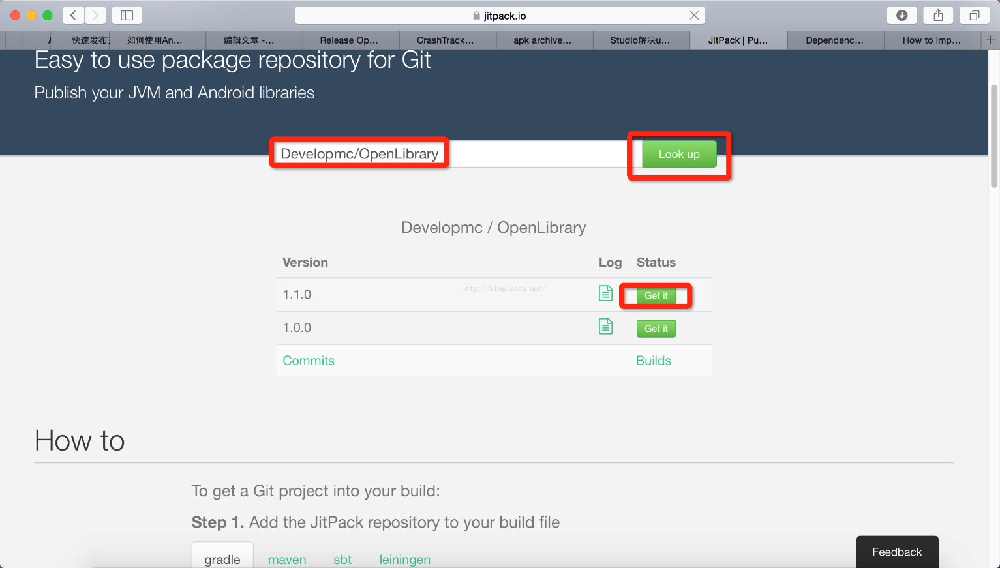 jitpack.io
快速发布
如何使用An...
编辑文章 -...
Release Op...
CrashTrack...
apk archive...
Studio解决u...
JitPack | Pu...
Dependenc...
How to imp...
Easy to use package repository for Git
Publish your JVM and Android libraries
Developmc/OpenLibrary
Look up
Developmc / OpenLibrary
Version Log Status
1.1.0 Get it
http://blog.csdn.net/
1.0.0 Get it
Commits Builds
How to
To get a Git project into your build:
Step 1. Add the JitPack repository to your build file
gradle maven sbt leiningen
Feedback